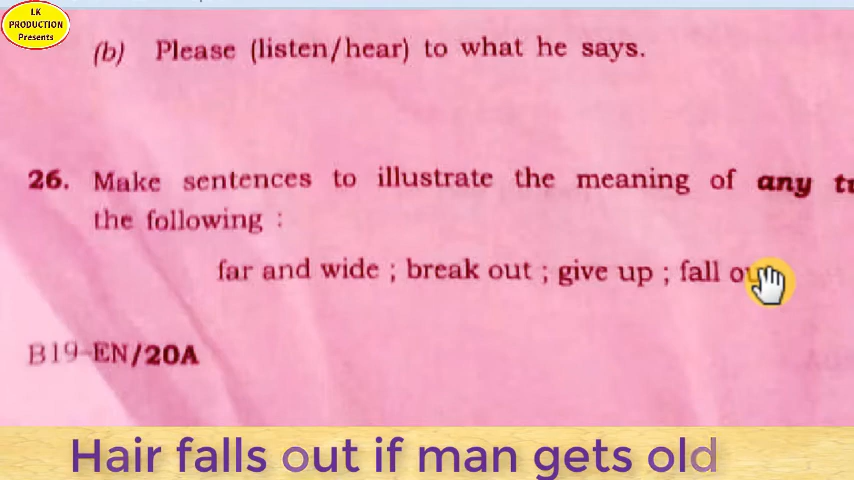 LK
PRODUCTION
Presents
(b) Please (listen/hear) to what he says.
26. Make sentences to illustrate the meaning of any
the following :
far and wide ; break out ; give up ; fall
B19-EN/20A
Hair falls out if man gets old